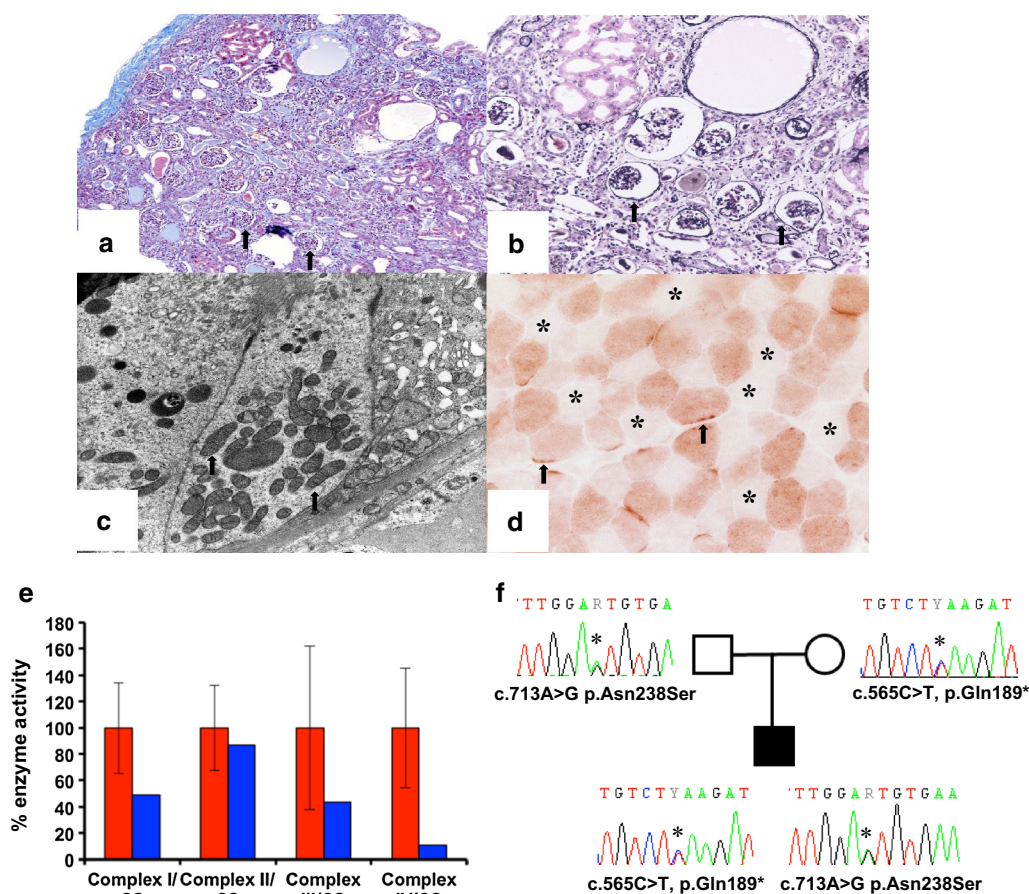 a
b
c
d
e
% enzyme activity
180
160
140
120
100
80
60
40
20
0
Complex I/ Complex II/ Complex Complex
f
TTGGARTGTGA
*
c.713A>G p.Asn238Ser
TGTCTYAAGAT
*
c.565C>T, p.Gln189*
TGTCTYAAGAT
*
c.565C>T, p.Gln189*
TTGGARTGTGAA
*
c.713A>G p.Asn238Ser